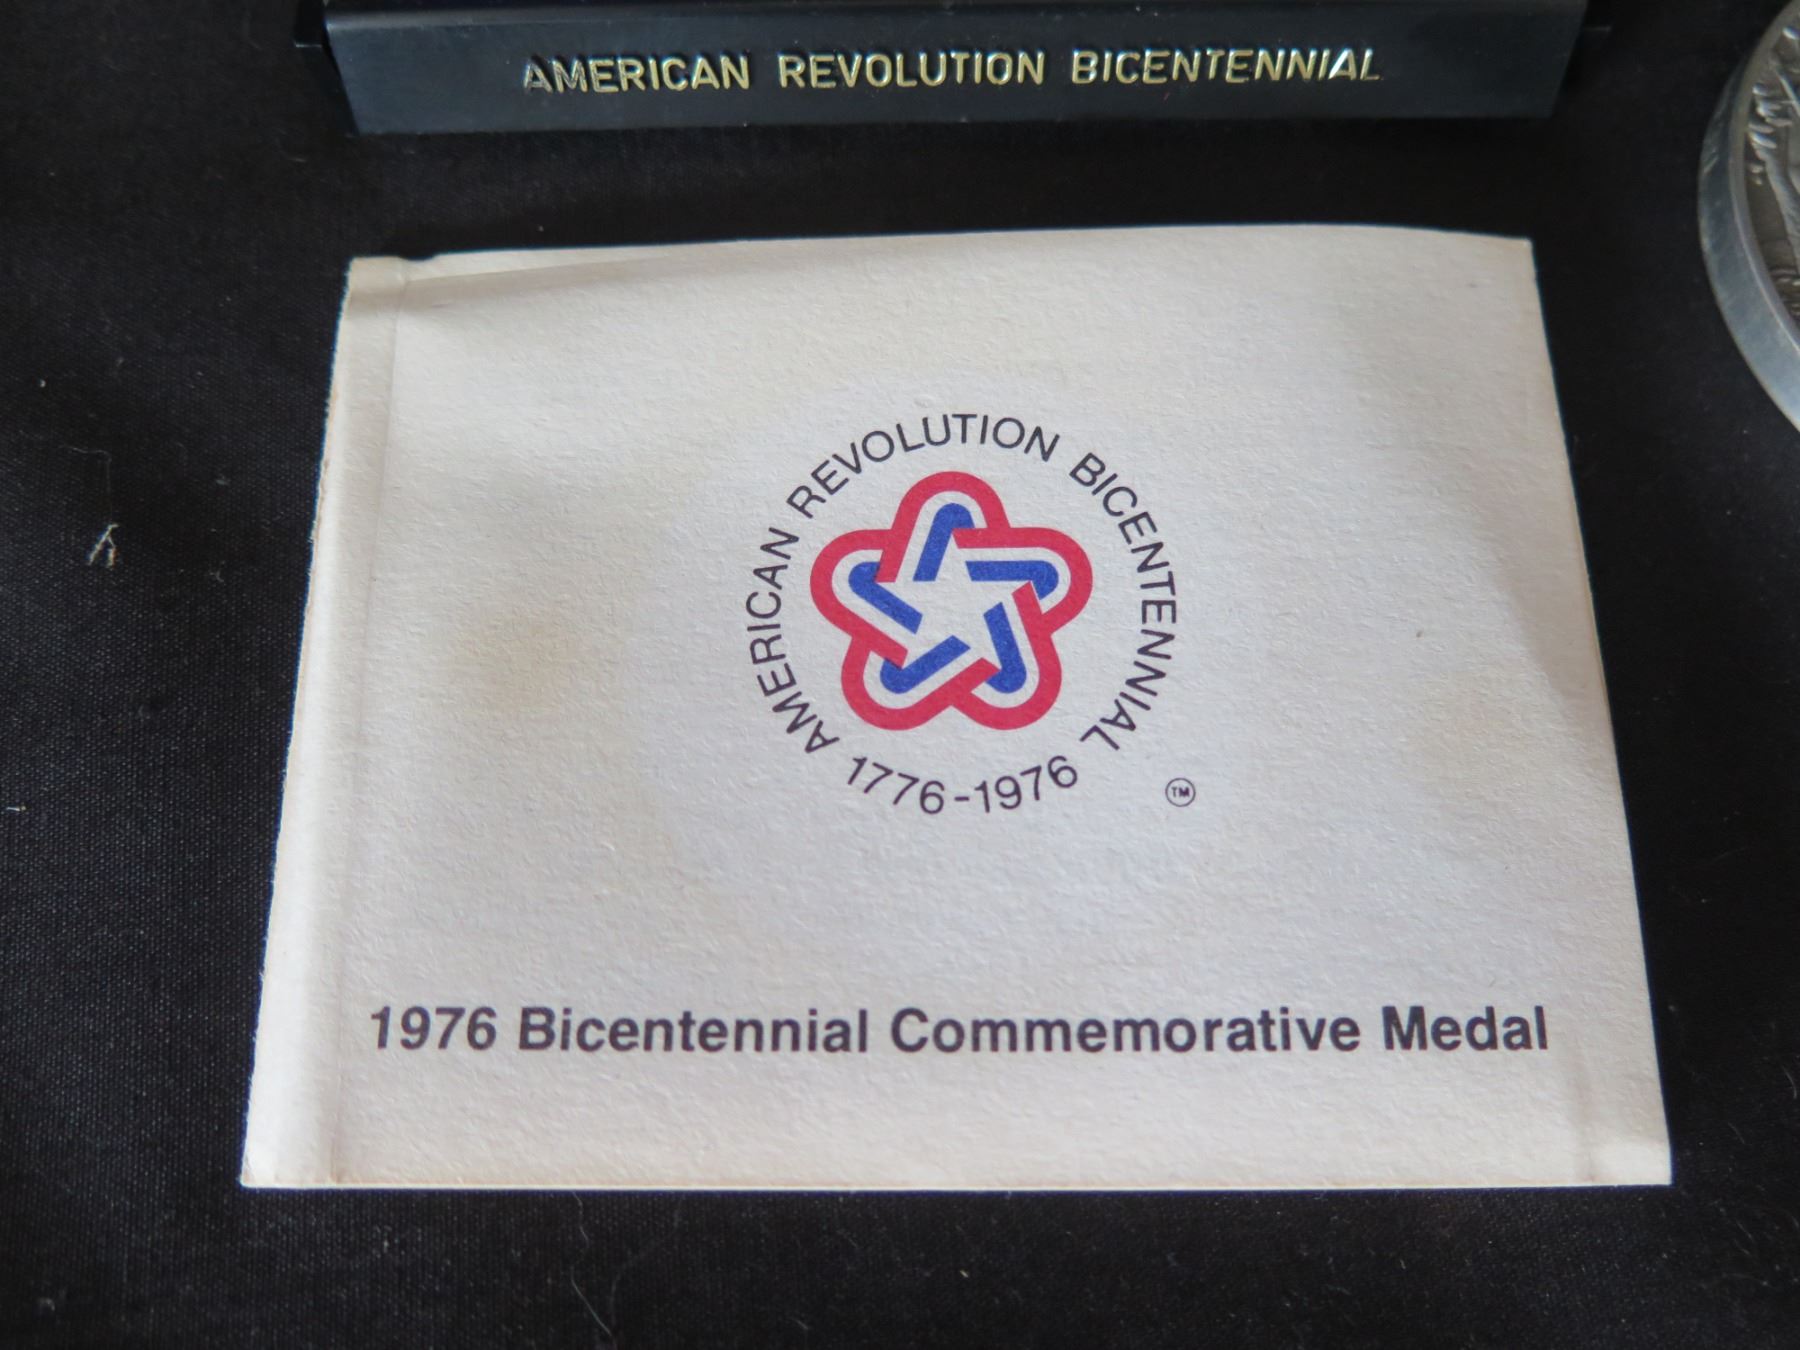 AMERICAN REVOLUTION BICENTENNIAL
AMERICAN REVOLUTION BICENTENNIAL
1776-1976
TM
1976 Bicentennial Commemorative Medal